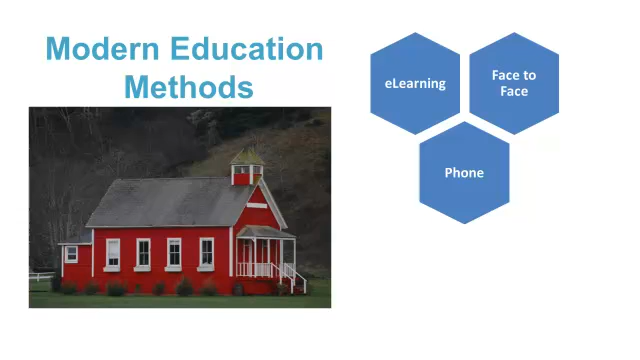 Modern Education
Methods
eLearning
Face to
Face
Phone